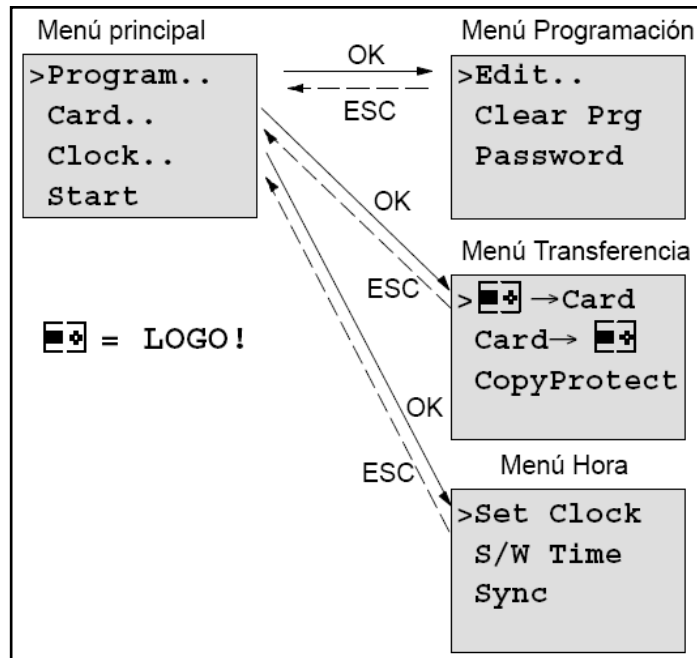 Menú principal
>Program..
Card..
Clock..
Start
OK
ESC
Menú Programación
>Edit..
Clear Prg
Password
OK
ESC
Menú Transferencia
> →Card
Card→
CopyProtect
= LOGO!
OK
ESC
Menú Hora
>Set Clock
S/W Time
Sync